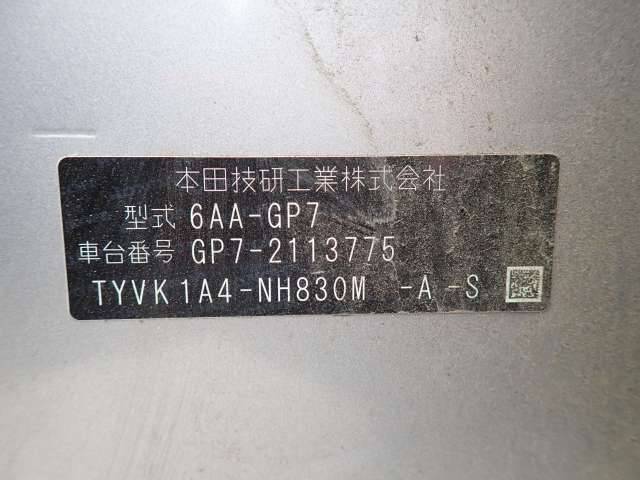 本田技研工業株式会社
型式 6AA-GP7
車台番号 GP7-2113775
TYVK1A4-NH830M -A-S